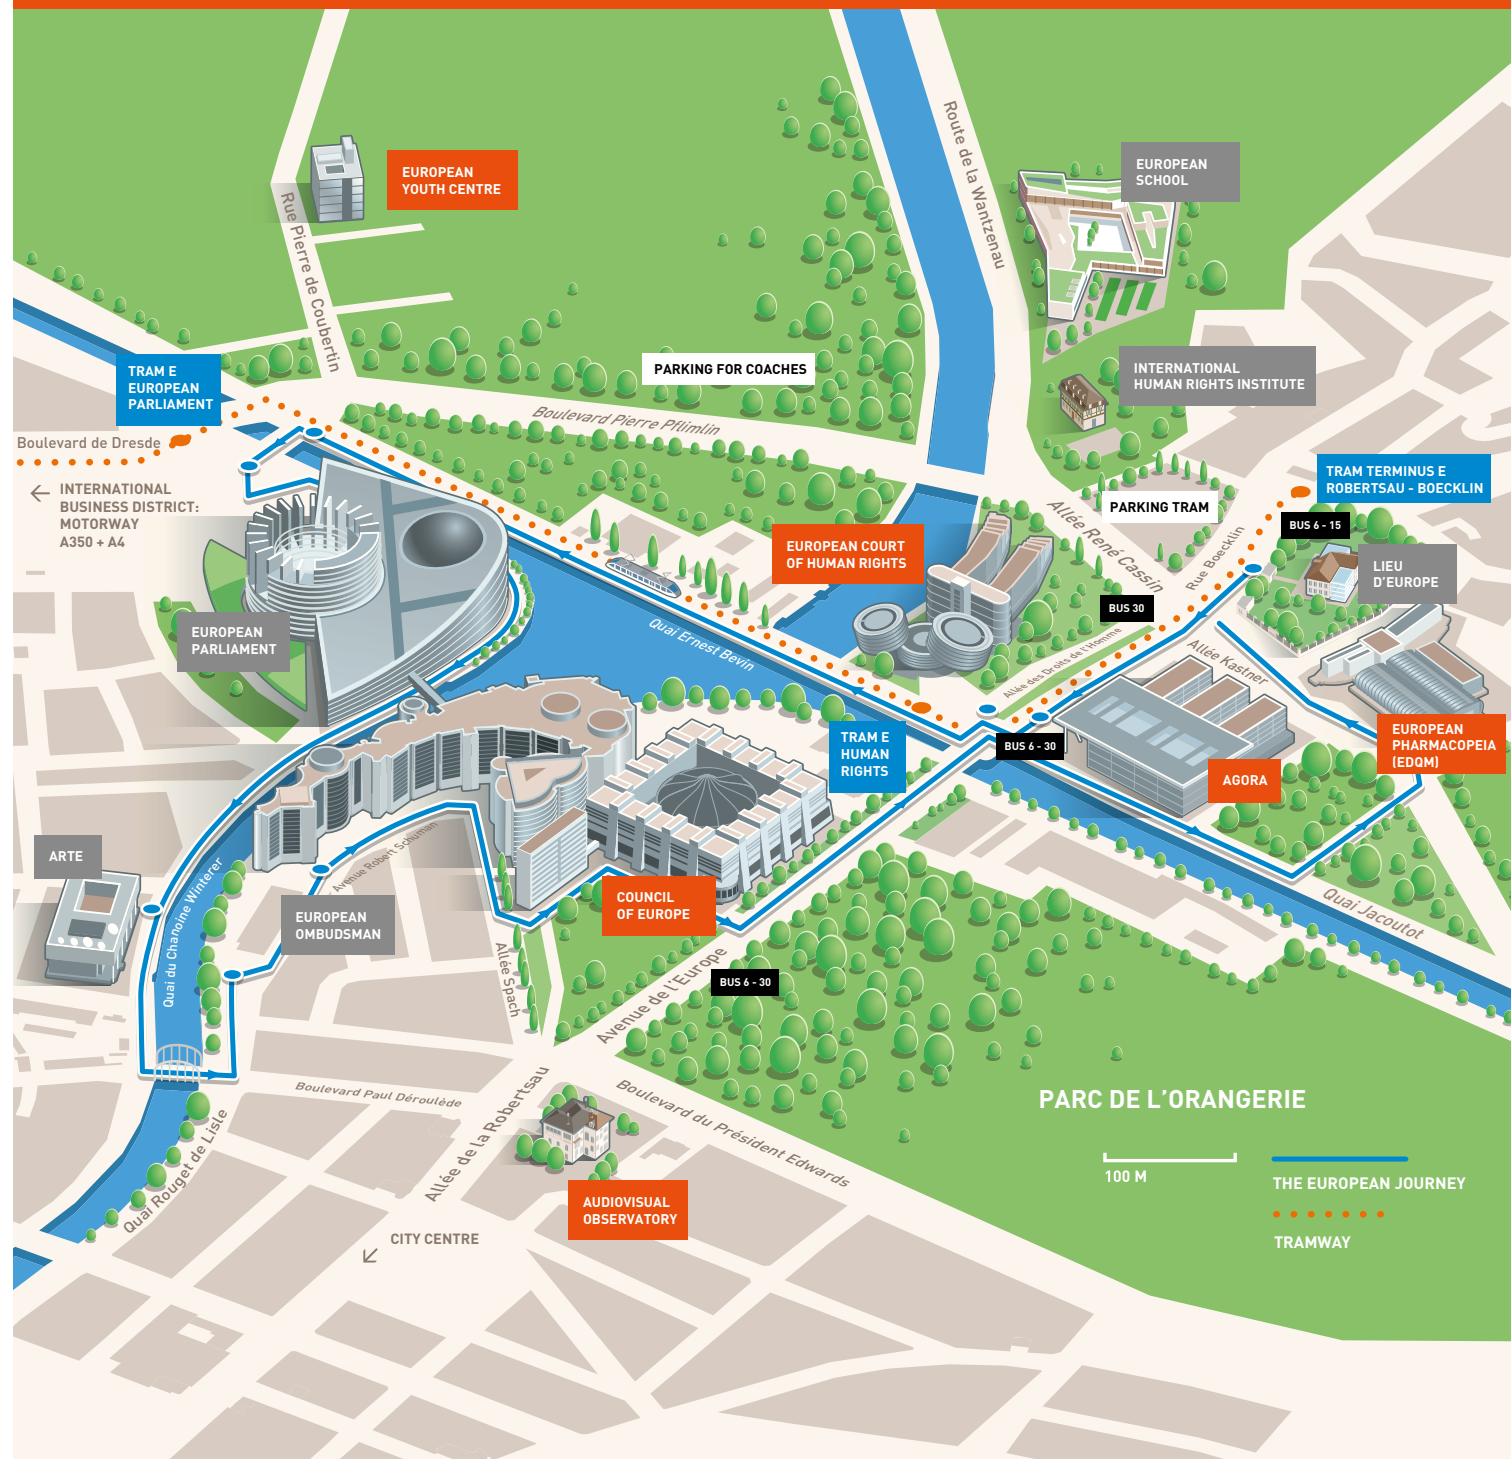 EUROPEAN
YOUTH CENTRE
Rue Pierre de Coubertin
Route de la Wantzenau
EUROPEAN
SCHOOL
TRAM E
EUROPEAN
PARLIAMENT
PARKING FOR COACHES
INTERNATIONAL
HUMAN RIGHTS INSTITUTE
Boulevard Pierre Pflimlin
Boulevard de Dresde
INTERNATIONAL
BUSINESS DISTRICT:
MOTORWAY
A350 + A4
TRAM TERMINUS E
ROBERTSAU - BOECKLIN
PARKING TRAM
BUS 6 - 15
Allée René Cassin
Rue Boecklin
EUROPEAN COURT
OF HUMAN RIGHTS
LIEU
D'EUROPE
BUS 30
EUROPEAN
PARLIAMENT
Quai Ernest Bevin
Allée des Droits de l'Homme
Allée Kastner
TRAM E
HUMAN
RIGHTS
BUS 6 - 30
EUROPEAN
PHARMACOPEIA
(EDQM)
AGORA
ARTE
Avenue Robert Schuman
Quai du Chanoine Winterer
EUROPEAN
OMBUDSMAN
COUNCIL
OF EUROPE
Quai Jacoutot
Allée Spach
Avenue de l'Europe
BUS 6 - 30
Boulevard Paul Déroulède
Quai Rouget de Lisle
Allée de la Robertsau
Boulevard du Président Edwards
PARC DE L'ORANGERIE
100 M
THE EUROPEAN JOURNEY
TRAMWAY
AUDIOVISUAL
OBSERVATORY
CITY CENTRE